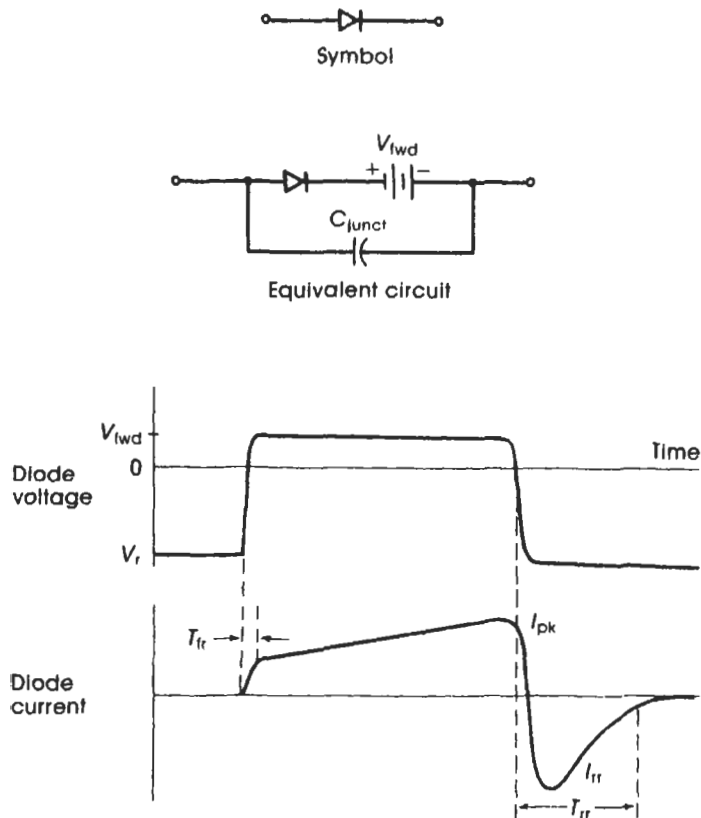 Symbol
V_fwd
+ −
C_junct
Equivalent circuit
V_fwd
Time
0
Diode
voltage
V_r
T_fr
I_pk
Diode
current
I_rr
T_rr